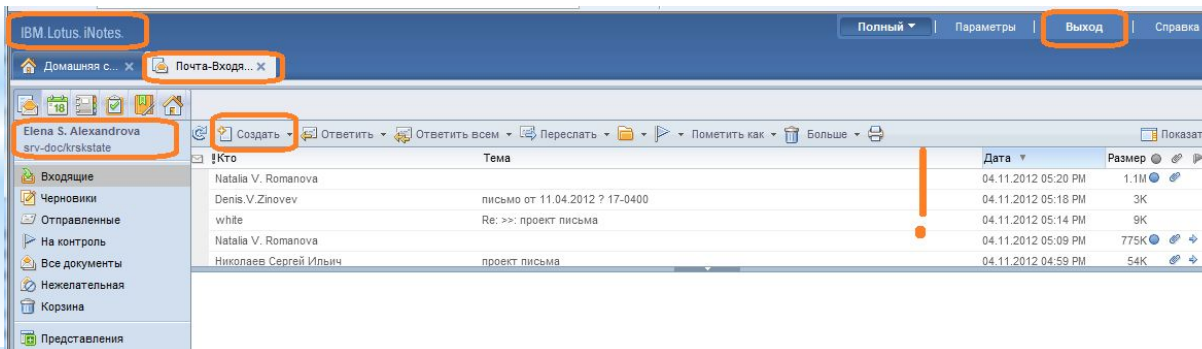 IBM.Lotus.iNotes.
Полный | Параметры | Выход | Справка
Домашняя с... X Почта-Входя... X
18
Elena S. Alexandrova
srv-doc/krskstate
Создать Ответить Ответить всем Переслать Пометить как Больше Показат
! Кто Тема Дата Размер
Входящие
Черновики
Отправленные
На контроль
Все документы
Нежелательная
Корзина
Представления
Natalia V. Romanova 04.11.2012 05:20 PM 1.1M
Denis.V.Zinovev письмо от 11.04.2012 ? 17-0400 04.11.2012 05:18 PM 3K
white Re: >>: проект письма 04.11.2012 05:14 PM 9K
Natalia V. Romanova 04.11.2012 05:09 PM 775K
Николаев Сергей Ильич проект письма 04.11.2012 04:59 PM 54K
!